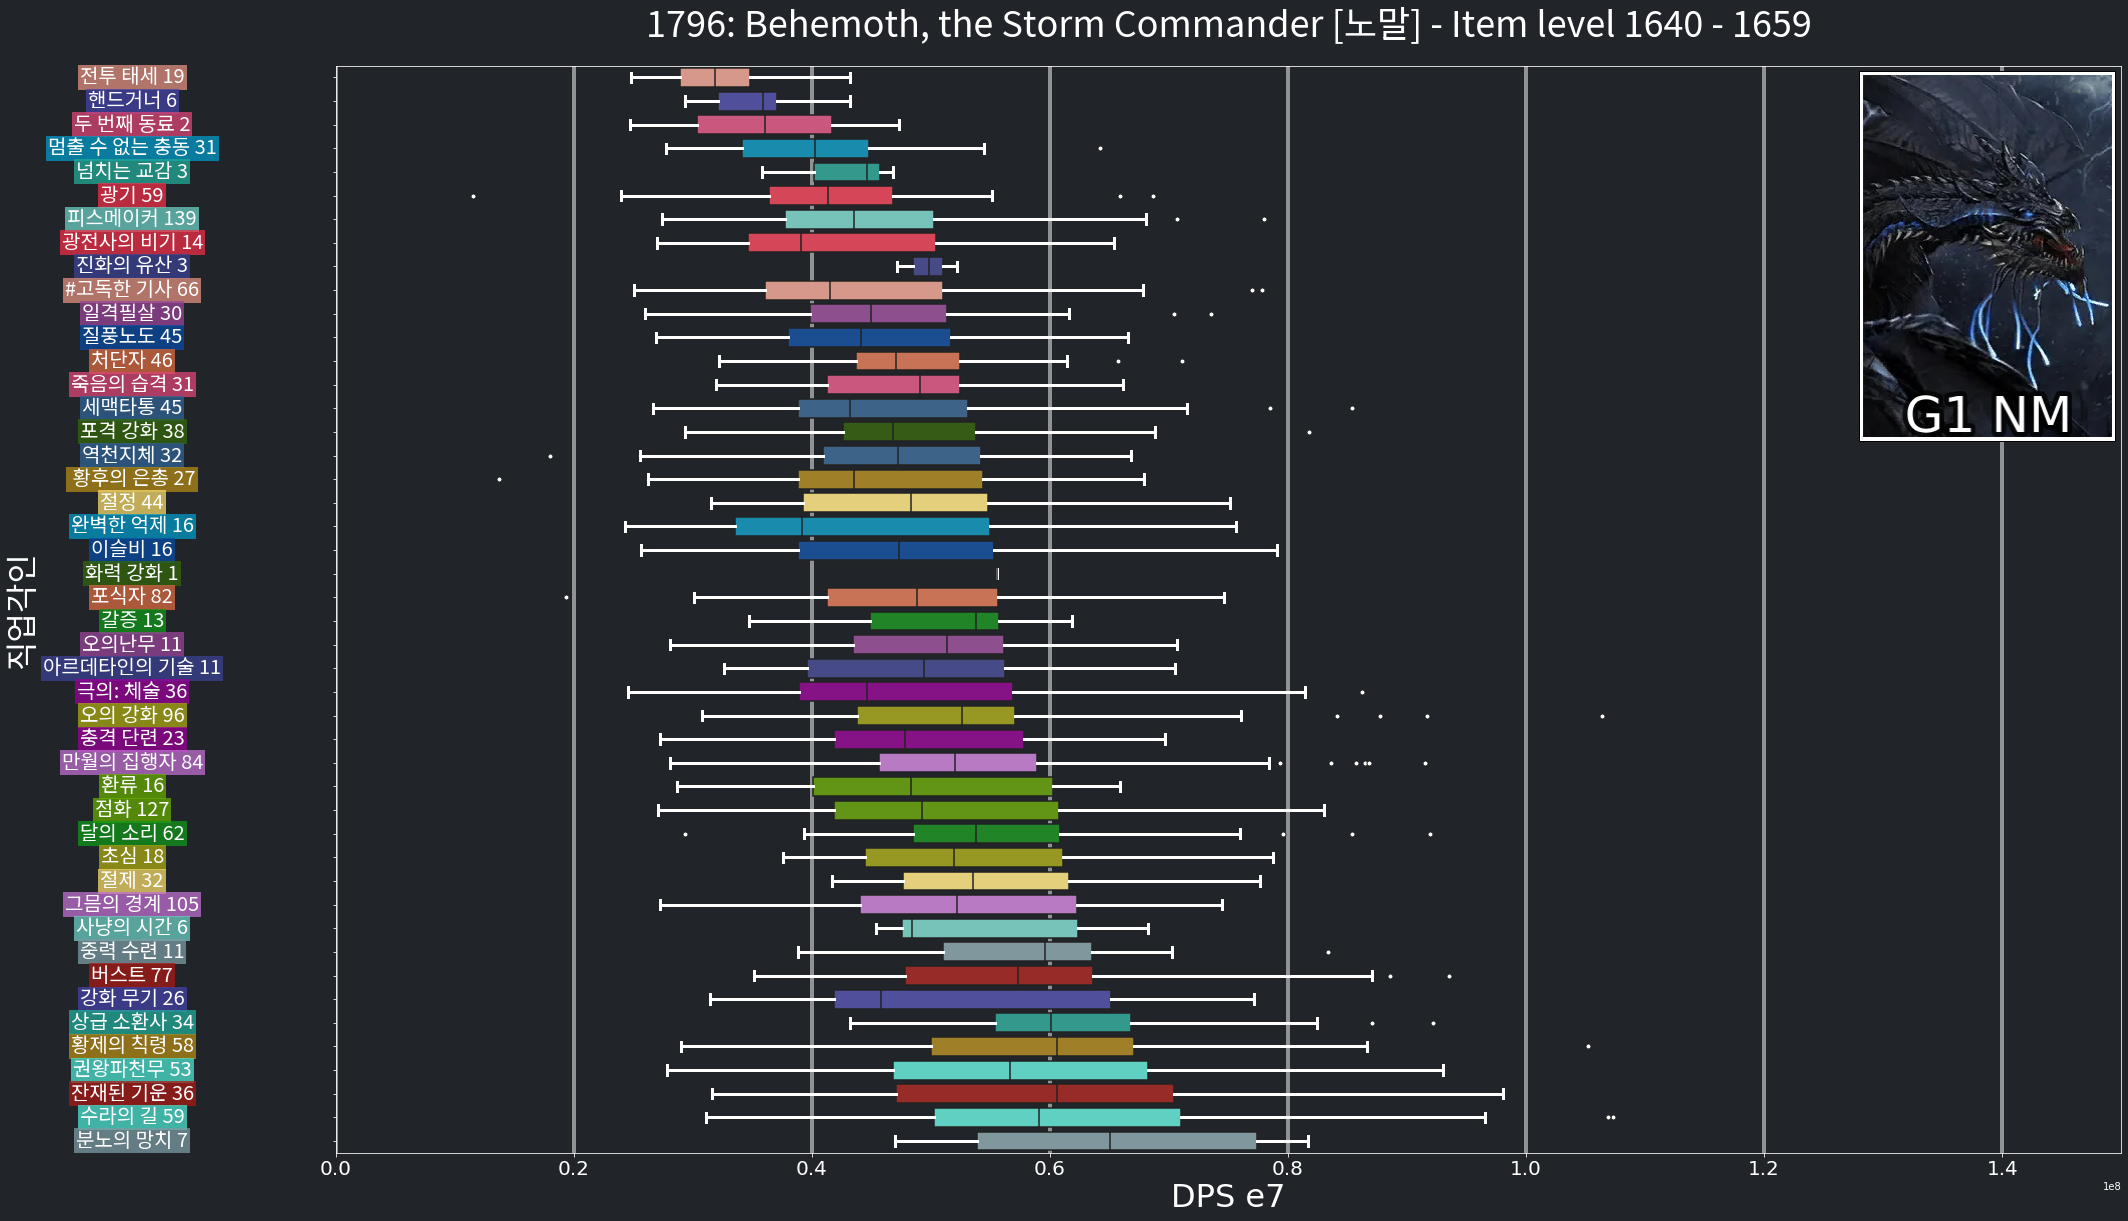 1796: Behemoth, the Storm Commander [노말] - Item level 1640 - 1659
전투 태세 19
핸드거너 6
두 번째 동료 2
멈출 수 없는 충동 31
넘치는 교감 3
광기 59
피스메이커 139
광전사의 비기 14
진화의 유산 3
#고독한 기사 66
일격필살 30
질풍노도 45
처단자 46
죽음의 습격 31
세맥타통 45
포격 강화 38
역천지체 32
황후의 은총 27
절정 44
완벽한 억제 16
이슬비 16
화력 강화 1
포식자 82
갈증 13
오의난무 11
아르데타인의 기술 11
극의: 체술 36
오의 강화 96
충격 단련 23
만월의 집행자 84
환류 16
점화 127
달의 소리 62
초심 18
절제 32
그믐의 경계 105
사냥의 시간 6
중력 수련 11
버스트 77
강화 무기 26
상급 소환사 34
황제의 칙령 58
권왕파천무 53
잔재된 기운 36
수라의 길 59
분노의 망치 7
직업각인
G1 NM
0.0 0.2 0.4 0.6 0.8 1.0 1.2 1.4
1e8
DPS e7